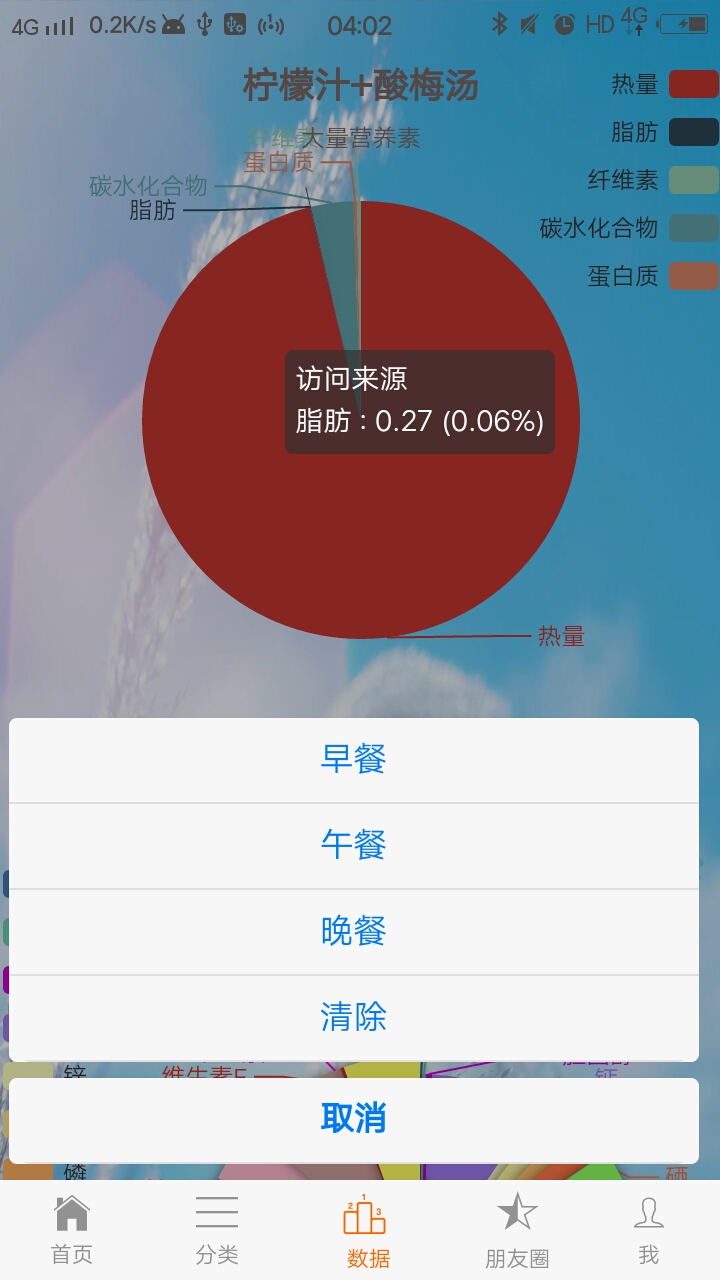 4G 0.2K/s 04:02 HD 4G
柠檬汁+酸梅汤
大量营养素
热量
脂肪
纤维素
碳水化合物
蛋白质
纤维素
蛋白质
碳水化合物
脂肪
访问来源
脂肪 : 0.27 (0.06%)
热量
早餐
午餐
晚餐
清除
锌
维生素E
钙
取消
磷
硒
首页
分类
2 1 3
数据
朋友圈
我